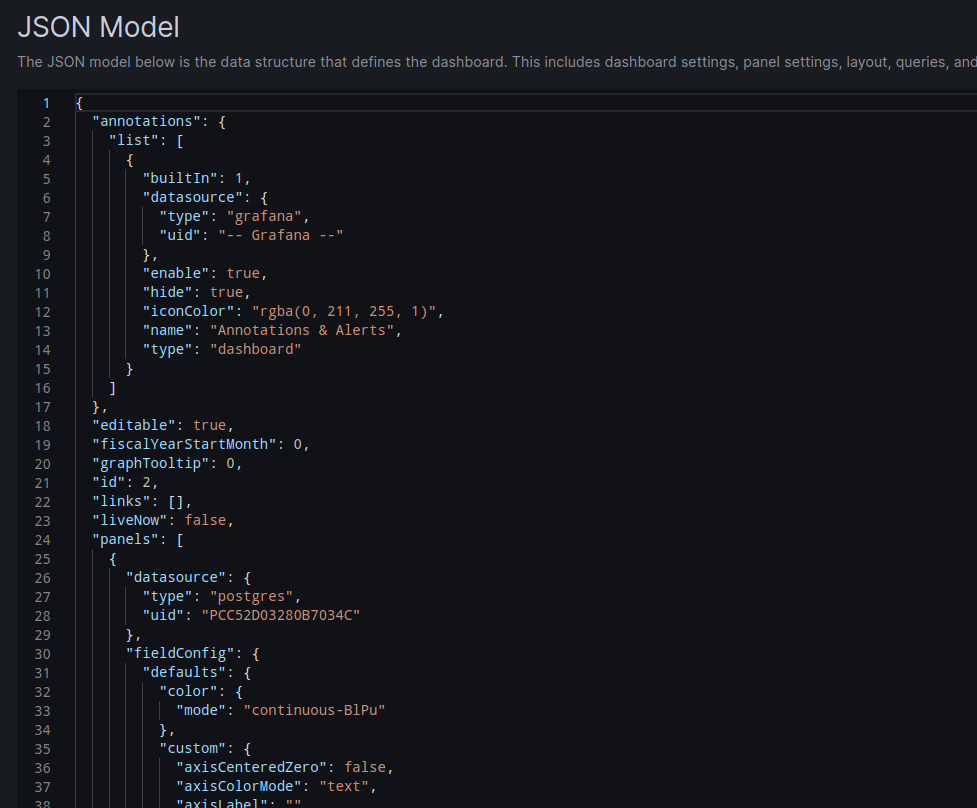 JSON Model
The JSON model below is the data structure that defines the dashboard. This includes dashboard settings, panel settings, layout, queries, and
1 {
2 "annotations": {
3 "list": [
4 {
5 "builtIn": 1,
6 "datasource": {
7 "type": "grafana",
8 "uid": "-- Grafana --"
9 },
10 "enable": true,
11 "hide": true,
12 "iconColor": "rgba(0, 211, 255, 1)",
13 "name": "Annotations & Alerts",
14 "type": "dashboard"
15 }
16 ]
17 },
18 "editable": true,
19 "fiscalYearStartMonth": 0,
20 "graphTooltip": 0,
21 "id": 2,
22 "links": [],
23 "liveNow": false,
24 "panels": [
25 {
26 "datasource": {
27 "type": "postgres",
28 "uid": "PCC52D03280B7034C"
29 },
30 "fieldConfig": {
31 "defaults": {
32 "color": {
33 "mode": "continuous-BlPu"
34 },
35 "custom": {
36 "axisCenteredZero": false,
37 "axisColorMode": "text",
38 "axisLabel": ""